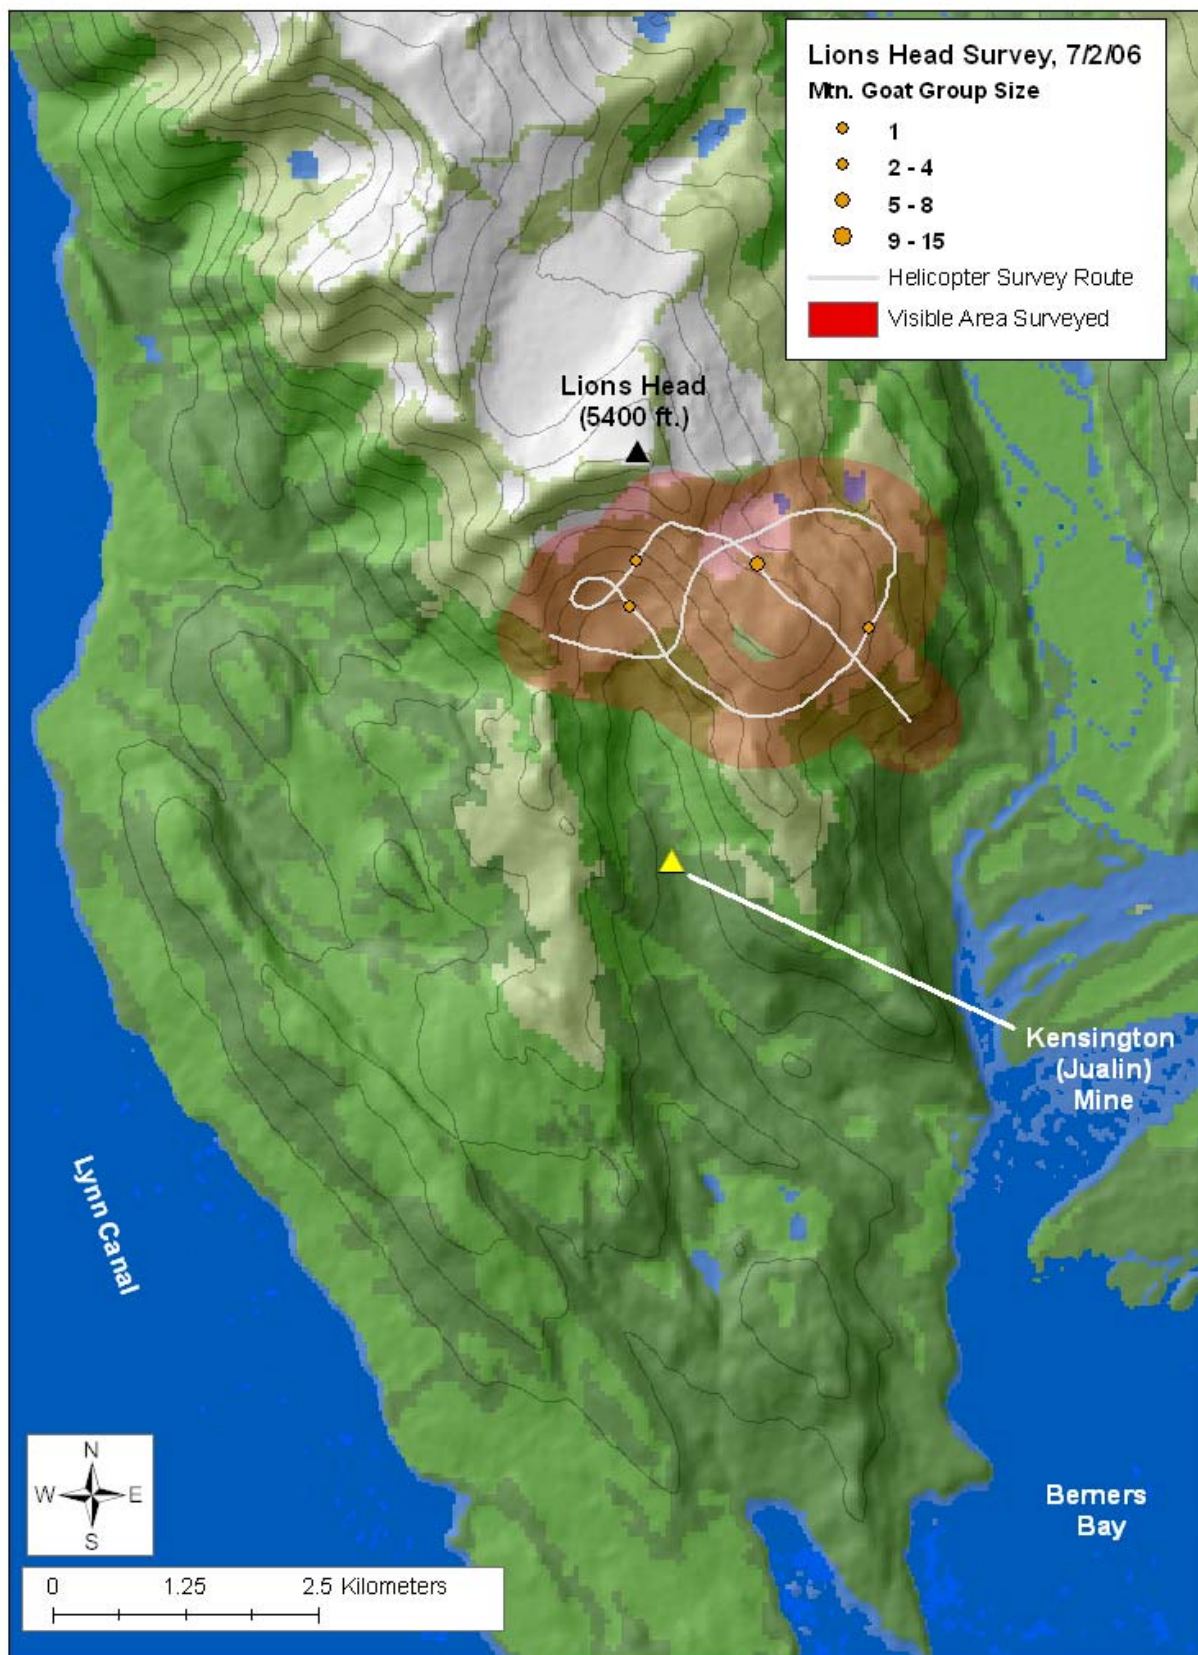 Lions Head Survey, 7/2/06
Mtn. Goat Group Size
1
2 - 4
5 - 8
9 - 15
Helicopter Survey Route
Visible Area Surveyed
Lions Head
(5400 ft.)
Kensington
(Jualin)
Mine
Lynn Canal
Berners
Bay
N
W E
S
0 1.25 2.5 Kilometers